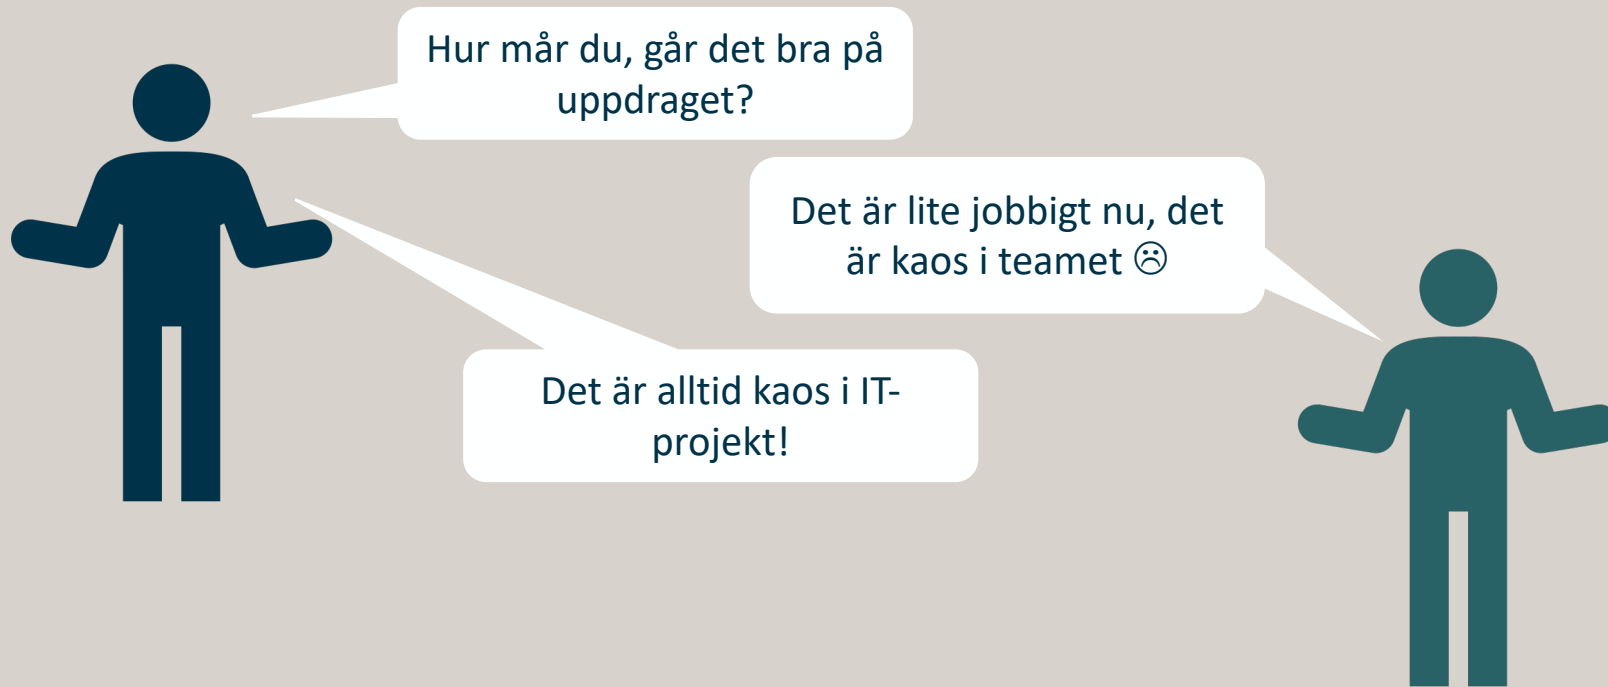 Hur mår du, går det bra på
uppdraget?
Det är lite jobbigt nu, det
är kaos i teamet ☹
Det är alltid kaos i IT-
projekt!